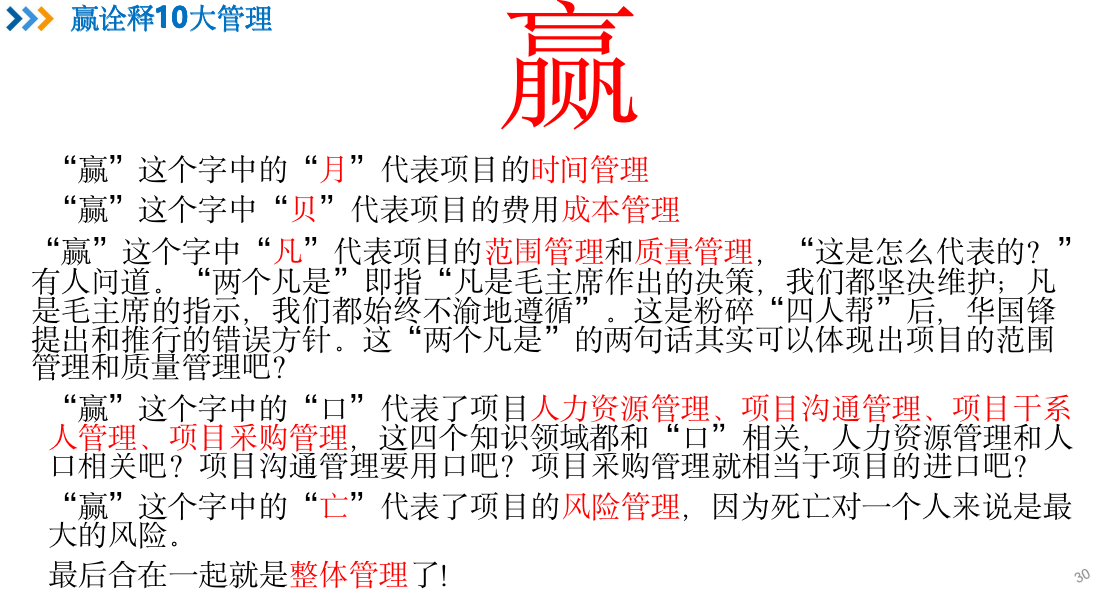 赢诠释10大管理
赢
“赢”这个字中的“月”代表项目的时间管理
“赢”这个字中“贝”代表项目的费用成本管理
“赢”这个字中“凡”代表项目的范围管理和质量管理，“这是怎么代表的？”
有人问道。“两个凡是”即指“凡是毛主席作出的决策，我们都坚决维护；凡
是毛主席的指示，我们都始终不渝地遵循”。这是粉碎“四人帮”后，华国锋
提出和推行的错误方针。这“两个凡是”的两句话其实可以体现出项目的范围
管理和质量管理吧？
“赢”这个字中的“口”代表了项目人力资源管理、项目沟通管理、项目干系
人管理、项目采购管理，这四个知识领域都和“口”相关，人力资源管理和人
口相关吧？项目沟通管理要用口吧？项目采购管理就相当于项目的进口吧？
“赢”这个字中的“亡”代表了项目的风险管理，因为死亡对一个人来说是最
大的风险。
最后合在一起就是整体管理了！
30